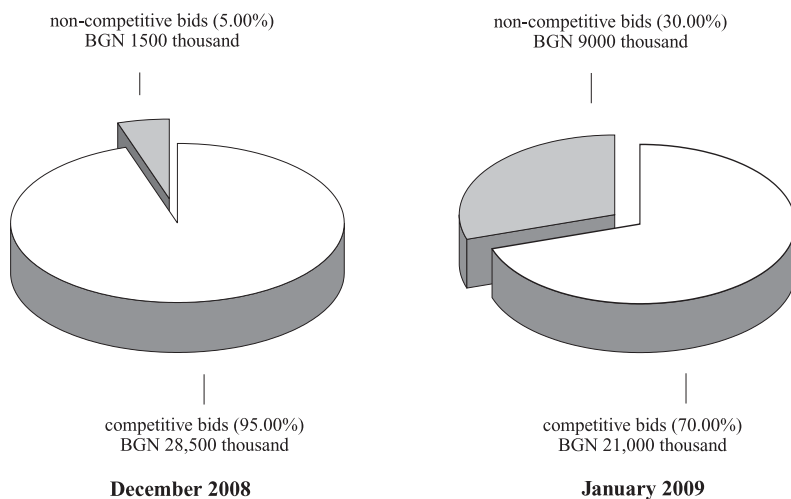 non-competitive bids (5.00%)
BGN 1500 thousand
non-competitive bids (30.00%)
BGN 9000 thousand
competitive bids (95.00%)
BGN 28,500 thousand
competitive bids (70.00%)
BGN 21,000 thousand
December 2008
January 2009